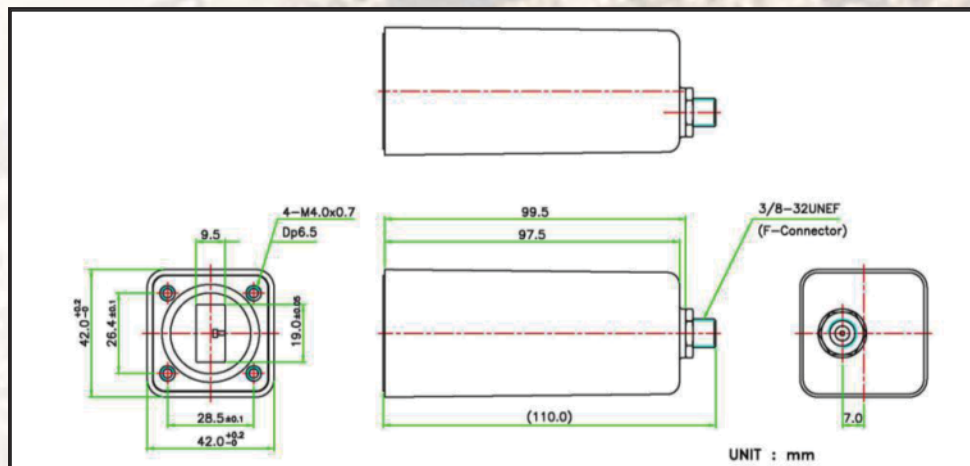 4-M4.0x0.7
Dp6.5
9.5
42.0 +0.2 -0
26.4±0.1
19.0±0.05
28.5±0.1
42.0 +0.2 -0
99.5
97.5
3/8-32UNEF
(F-Connector)
(110.0)
7.0
UNIT : mm